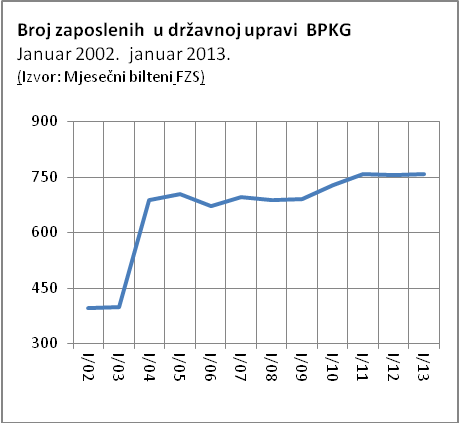 Broj zaposlenih u državnoj upravi BPKG
Januar 2002. januar 2013.
(Izvor: Mjesečni bilteni FZS)
900
750
600
450
300
I/02
I/03
I/04
I/05
I/06
I/07
I/08
I/09
I/10
I/11
I/12
I/13